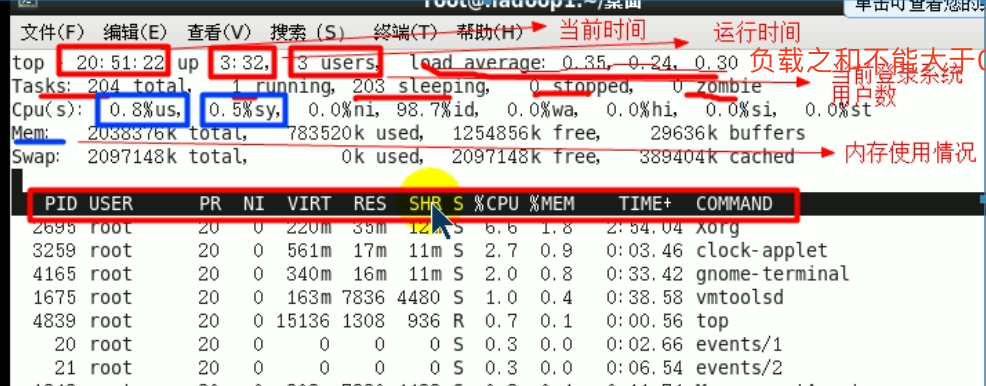 root@hadoop1:~/桌面
单击可查看您的
文件(F) 编辑(E) 查看(V) 搜索 (S) 终端(T) 帮助(H)
当前时间
运行时间
top - 20:51:22 up 3:32, 3 users, load average: 0.35, 0.24, 0.30
负载之和不能大于
当前登录系统
用户数
Tasks: 204 total, 1 running, 203 sleeping, 0 stopped, 0 zombie
Cpu(s): 0.8%us, 0.5%sy, 0.0%ni, 98.7%id, 0.0%wa, 0.0%hi, 0.0%si, 0.0%st
Mem: 2038376k total, 783520k used, 1254856k free, 29636k buffers
内存使用情况
Swap: 2097148k total, 0k used, 2097148k free, 389404k cached
PID USER PR NI VIRT RES SHR S %CPU %MEM TIME+ COMMAND
2695 root 20 0 220m 35m 12m S 6.6 1.8 2:54.04 Xorg
3259 root 20 0 561m 17m 11m S 2.7 0.9 0:03.46 clock-applet
4165 root 20 0 340m 16m 11m S 2.0 0.8 0:33.42 gnome-terminal
1675 root 20 0 163m 7836 4480 S 1.0 0.4 0:38.58 vmtoolsd
4839 root 20 0 15136 1308 936 R 0.7 0.1 0:00.56 top
20 root 20 0 0 0 0 S 0.3 0.0 0:02.66 events/1
21 root 20 0 0 0 0 S 0.3 0.0 0:06.54 events/2